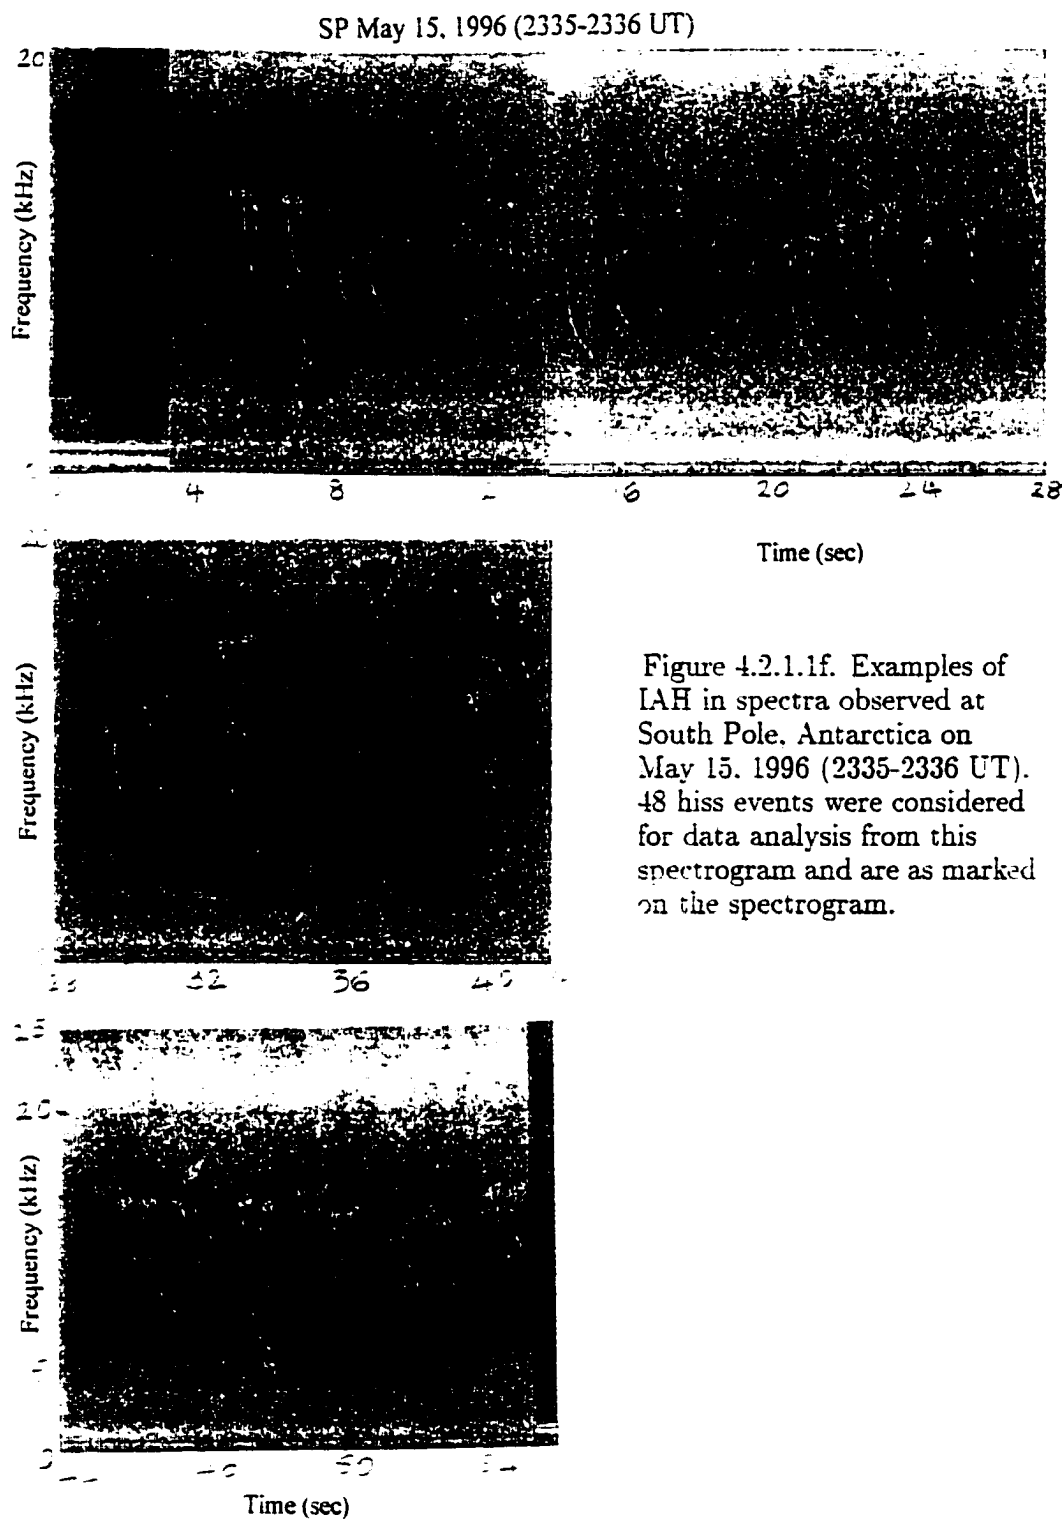 SP May 15, 1996 (2335-2336 UT)
20
Frequency (kHz)
4 8 20 24 28
Time (sec)
Frequency (kHz)
32 36
Figure 4.2.1.1f. Examples of
IAH in spectra observed at
South Pole, Antarctica on
May 15, 1996 (2335-2336 UT).
48 hiss events were considered
for data analysis from this
spectrogram and are as marked
on the spectrogram.
20
Frequency (kHz)
0
Time (sec)